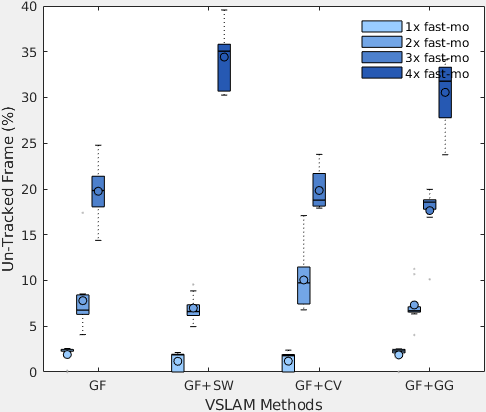 40
35
30
25
20
15
10
5
0
Un-Tracked Frame (%)
1x fast-mo
2x fast-mo
3x fast-mo
4x fast-mo
GF
GF+SW
GF+CV
GF+GG
VSLAM Methods